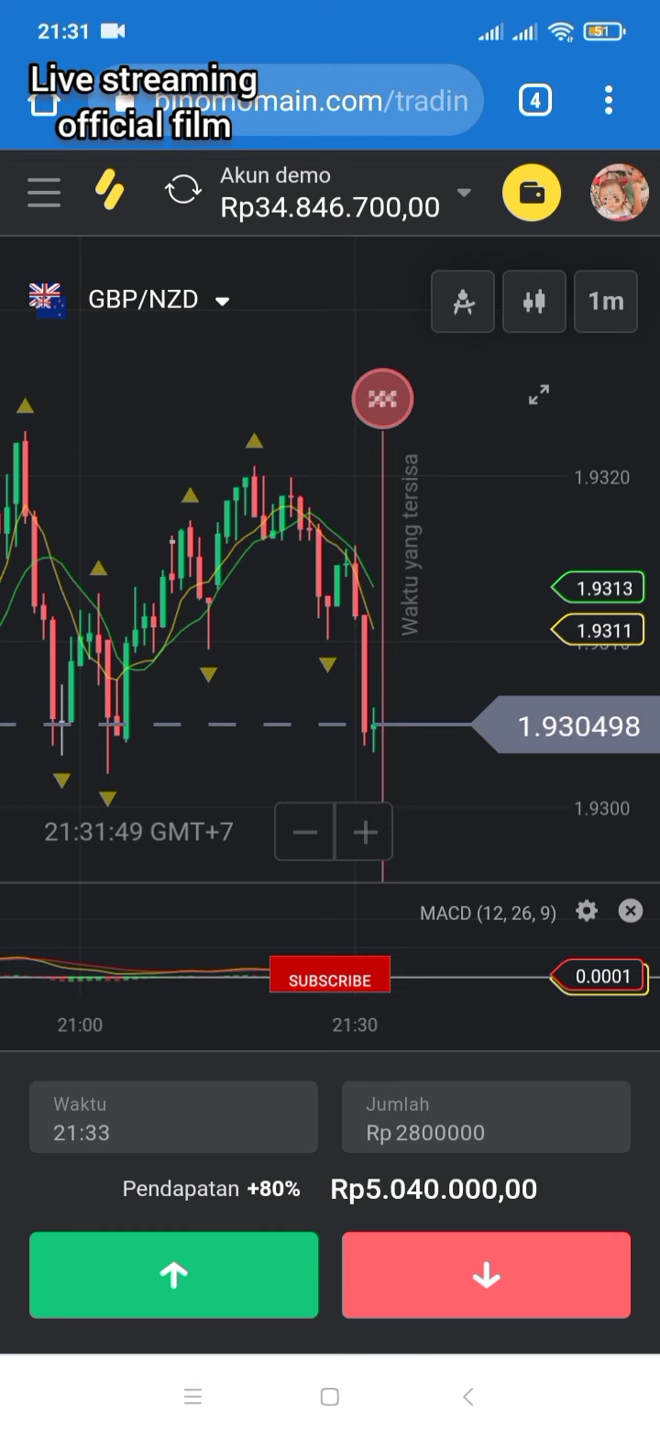 21:31
51
Live streaming
official film
binomomain.com/tradin
4
Akun demo
Rp34.846.700,00
GBP/NZD
1m
Waktu yang tersisa
1.9320
1.9313
1.9311
1.930498
1.9300
21:31:49 GMT+7
MACD (12, 26, 9)
SUBSCRIBE
0.0001
21:00
21:30
Waktu
21:33
Jumlah
Rp 2800000
Pendapatan +80%
Rp5.040.000,00